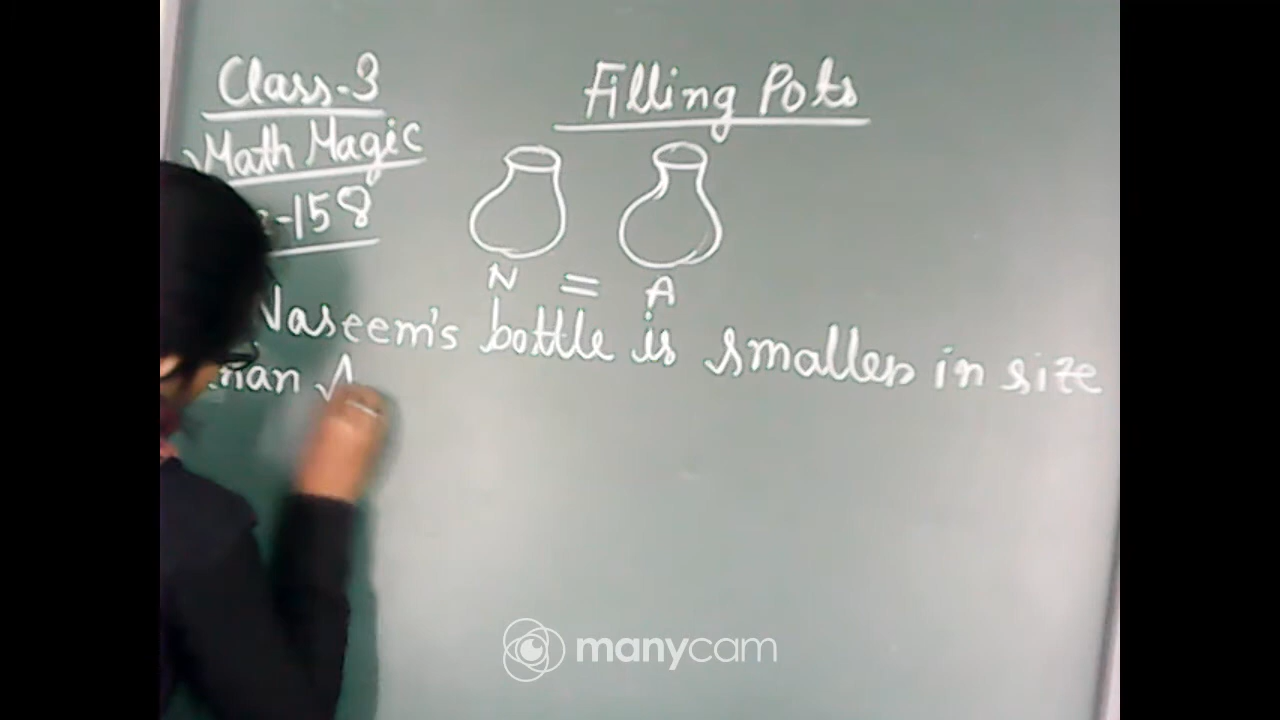 Class-3
Filling Pots
Math Magic
-158
N = A
Naseem's bottle is smaller in size
than A
manycam